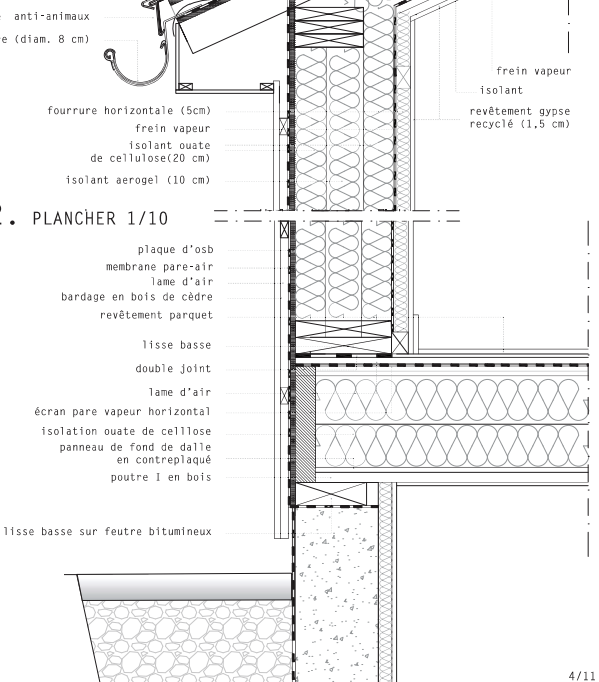 anti-animaux
(diam. 8 cm)
frein vapeur
isolant
revêtement gypse
recyclé (1,5 cm)
fourrure horizontale (5cm)
frein vapeur
isolant ouate
de cellulose(20 cm)
isolant aerogel (10 cm)
2. PLANCHER 1/10
plaque d'osb
membrane pare-air
lame d'air
bardage en bois de cèdre
revêtement parquet
lisse basse
double joint
lame d'air
écran pare vapeur horizontal
isolation ouate de celllose
panneau de fond de dalle
en contreplaqué
poutre I en bois
lisse basse sur feutre bitumineux
4/11